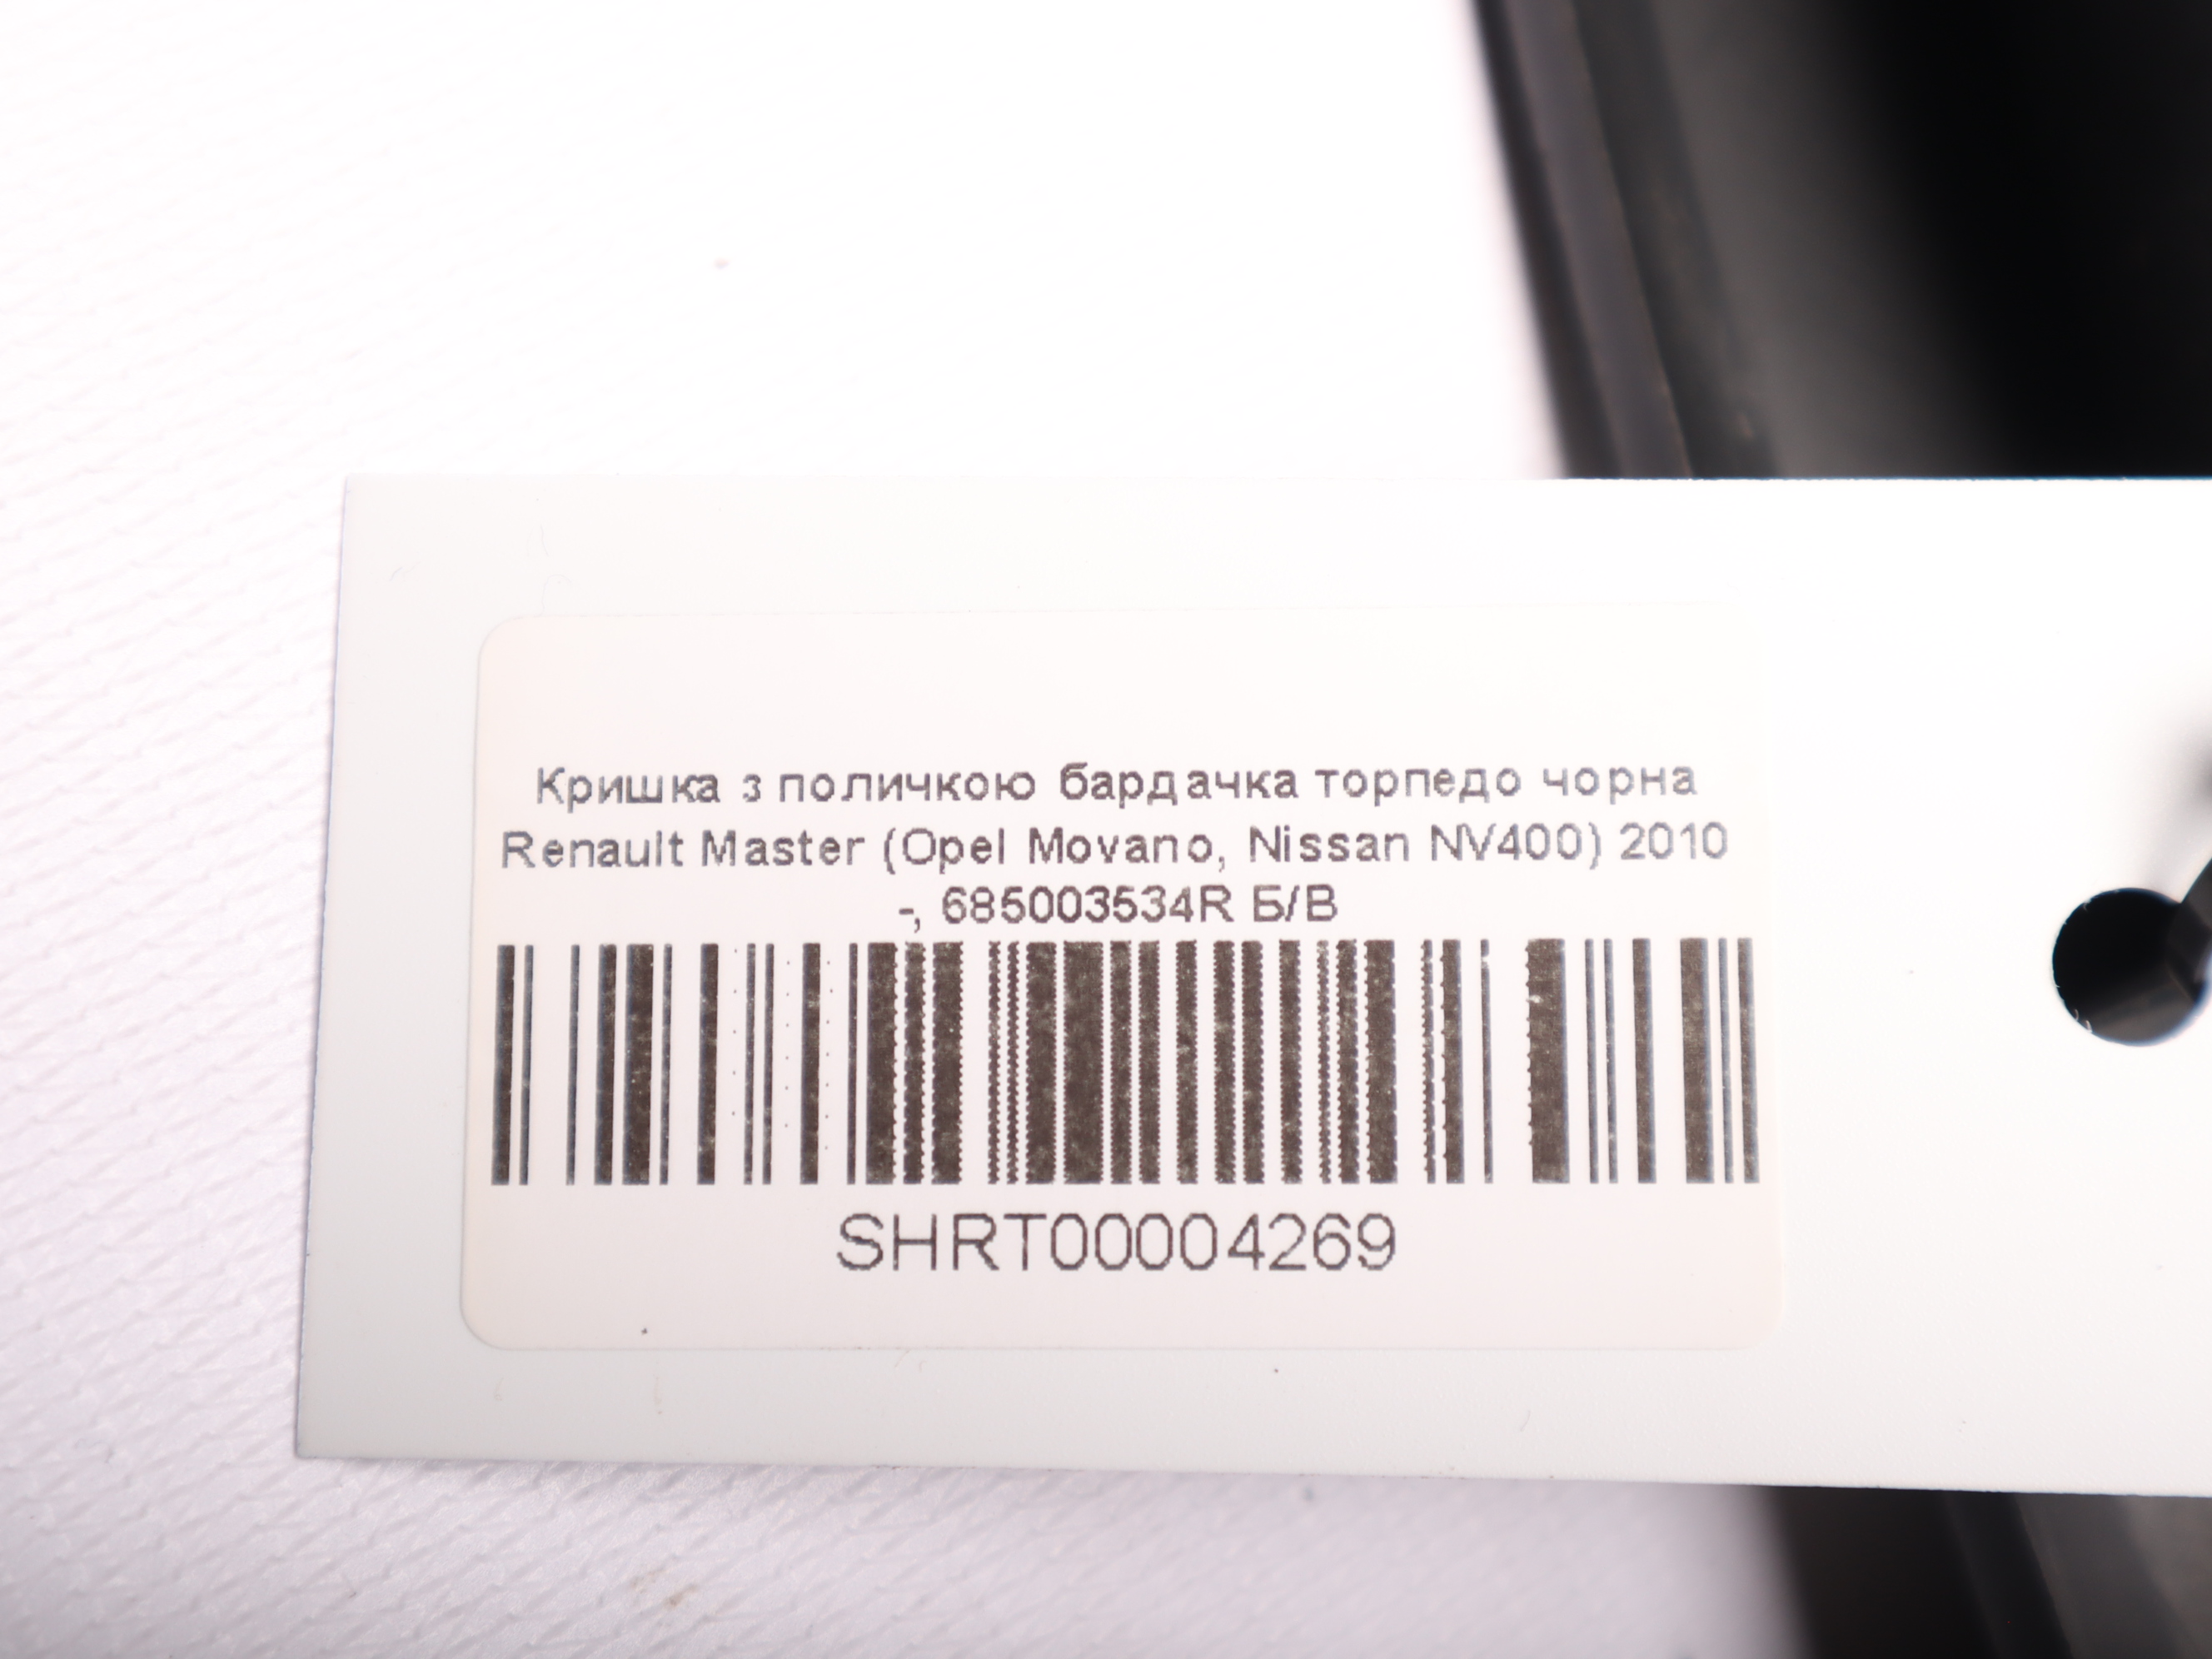 Кришка з поличкою бардачка торпедо чорна
Renault Master (Opel Movano, Nissan NV400) 2010
-, 685003534R Б/В
SHRT00004269